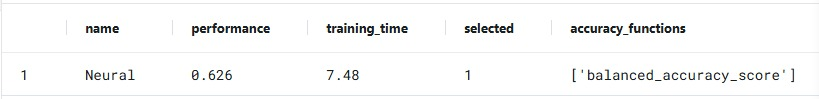 name performance training_time selected accuracy_functions
1 Neural 0.626 7.48 1 ['balanced_accuracy_score']